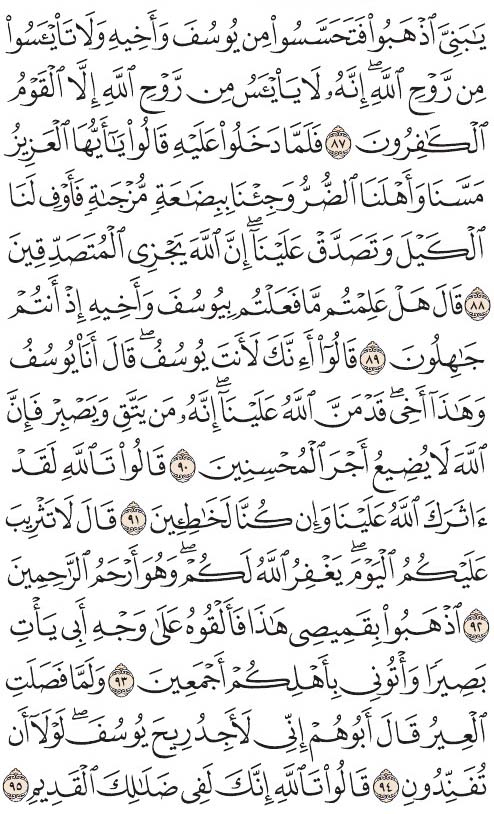 يَـٰبَنِىَّ ٱذْهَبُوا۟ فَتَحَسَّسُوا۟ مِن يُوسُفَ وَأَخِيهِ وَلَا تَا۟يْـَٔسُوا۟
مِن رَّوْحِ ٱللَّهِ ۖ إِنَّهُۥ لَا يَا۟يْـَٔسُ مِن رَّوْحِ ٱللَّهِ إِلَّا ٱلْقَوْمُ
ٱلْكَـٰفِرُونَ ٨٧ فَلَمَّا دَخَلُوا۟ عَلَيْهِ قَالُوا۟ يَـٰٓأَيُّهَا ٱلْعَزِيزُ
مَسَّنَا وَأَهْلَنَا ٱلضُّرُّ وَجِئْنَا بِبِضَـٰعَةٍ مُّزْجَىٰةٍ فَأَوْفِ لَنَا
ٱلْكَيْلَ وَتَصَدَّقْ عَلَيْنَآ ۖ إِنَّ ٱللَّهَ يَجْزِى ٱلْمُتَصَدِّقِينَ
٨٨ قَالَ هَلْ عَلِمْتُم مَّا فَعَلْتُم بِيُوسُفَ وَأَخِيهِ إِذْ أَنتُمْ
جَـٰهِلُونَ ٨٩ قَالُوٓا۟ أَءِنَّكَ لَأَنتَ يُوسُفُ ۖ قَالَ أَنَا۠ يُوسُفُ
وَهَـٰذَآ أَخِى ۖ قَدْ مَنَّ ٱللَّهُ عَلَيْنَآ ۖ إِنَّهُۥ مَن يَتَّقِ وَيَصْبِرْ فَإِنَّ
ٱللَّهَ لَا يُضِيعُ أَجْرَ ٱلْمُحْسِنِينَ ٩٠ قَالُوا۟ تَٱللَّهِ لَقَدْ
ءَاثَرَكَ ٱللَّهُ عَلَيْنَا وَإِن كُنَّا لَخَـٰطِـِٔينَ ٩١ قَالَ لَا تَثْرِيبَ
عَلَيْكُمُ ٱلْيَوْمَ ۖ يَغْفِرُ ٱللَّهُ لَكُمْ ۖ وَهُوَ أَرْحَمُ ٱلرَّٰحِمِينَ
٩٢ ٱذْهَبُوا۟ بِقَمِيصِى هَـٰذَا فَأَلْقُوهُ عَلَىٰ وَجْهِ أَبِى يَأْتِ
بَصِيرًا وَأْتُونِى بِأَهْلِكُمْ أَجْمَعِينَ ٩٣ وَلَمَّا فَصَلَتِ
ٱلْعِيرُ قَالَ أَبُوهُمْ إِنِّى لَأَجِدُ رِيحَ يُوسُفَ ۖ لَوْلَآ أَن
تُفَنِّدُونِ ٩٤ قَالُوا۟ تَٱللَّهِ إِنَّكَ لَفِى ضَلَـٰلِكَ ٱلْقَدِيمِ ٩٥